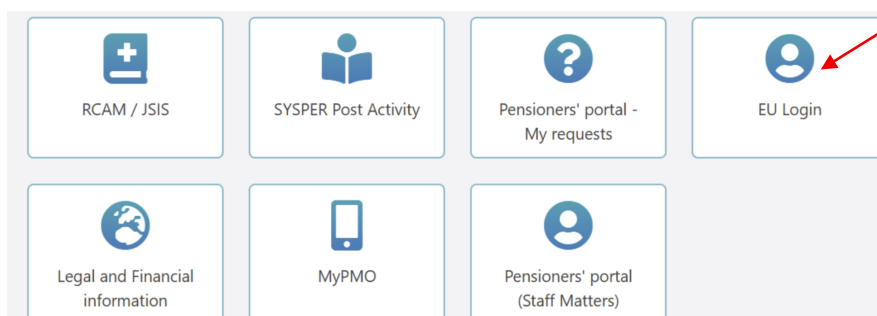 RCAM / JSIS
SYSPER Post Activity
Pensioners' portal -
My requests
EU Login
Legal and Financial
information
MyPMO
Pensioners' portal
(Staff Matters)